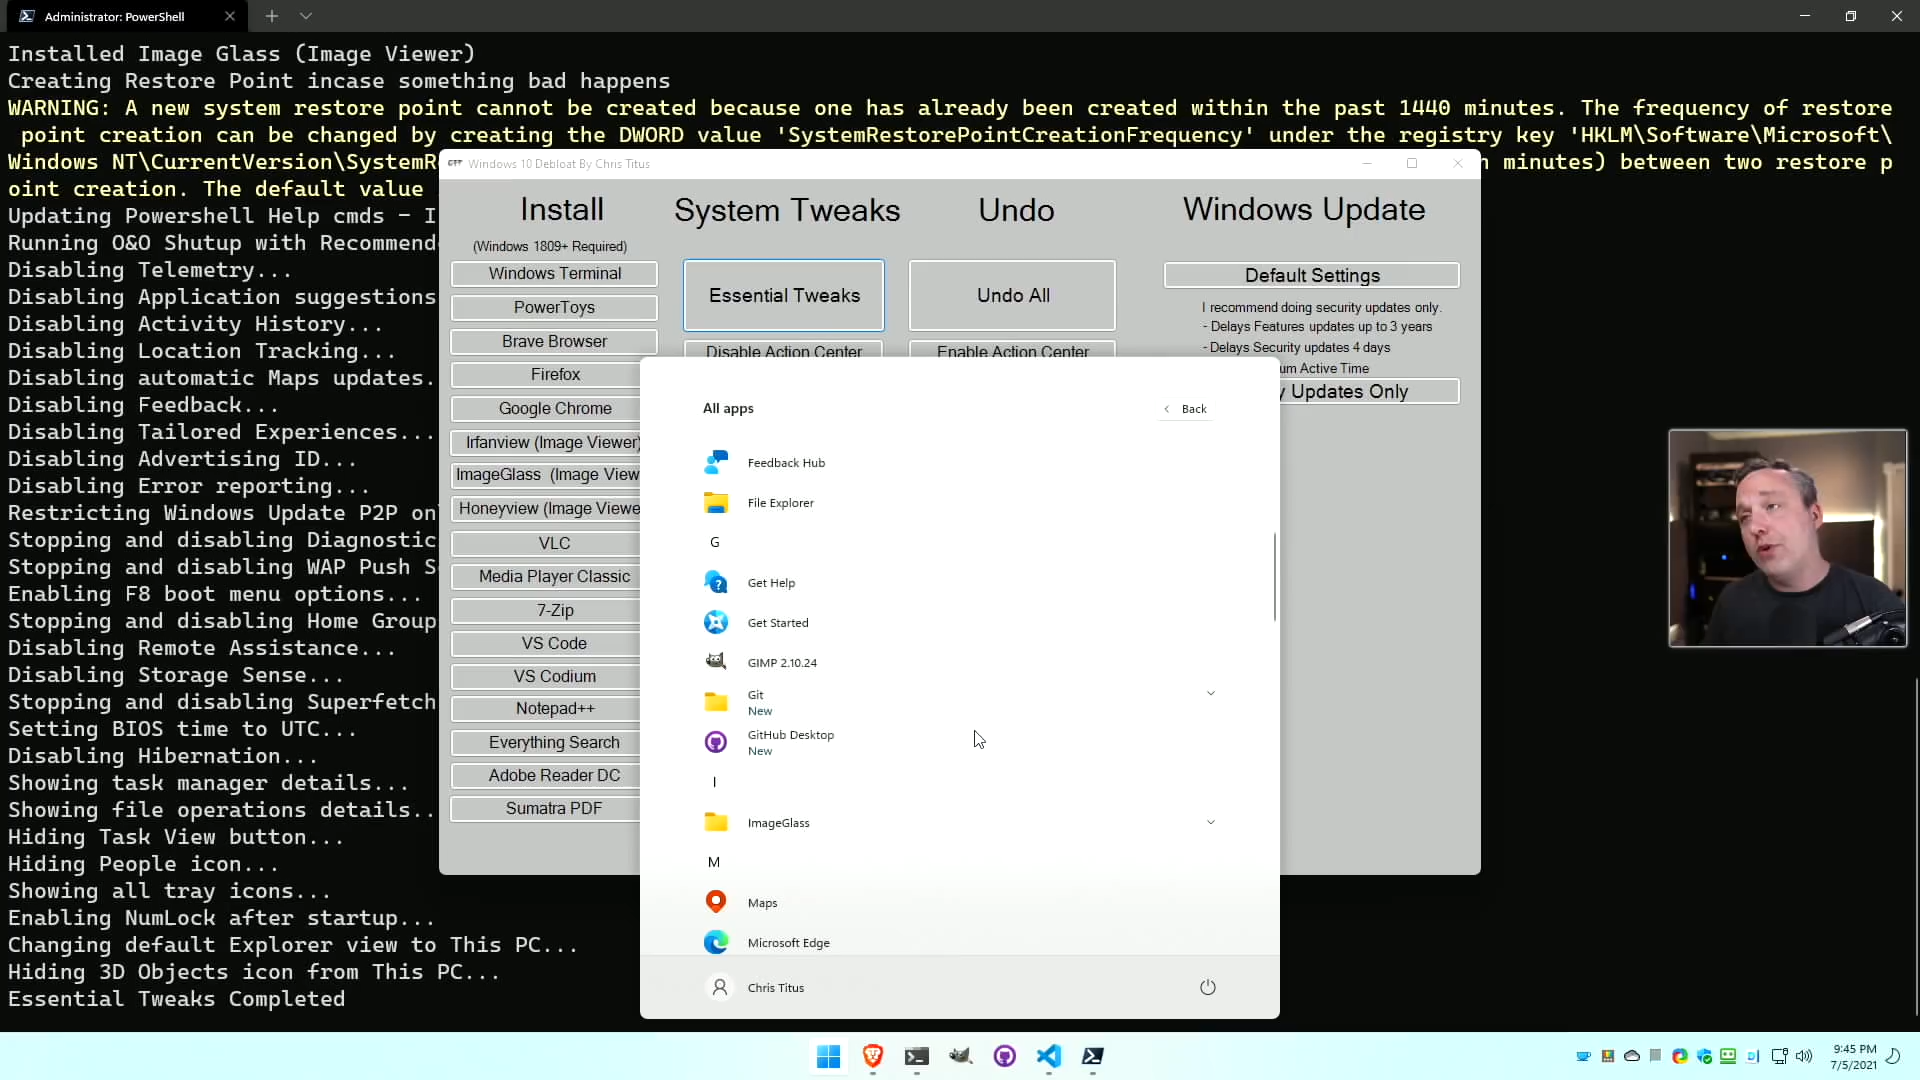 Administrator: PowerShell
Installed Image Glass (Image Viewer)
Creating Restore Point incase something bad happens
WARNING: A new system restore point cannot be created because one has already been created within the past 1440 minutes. The frequency of restore
point creation can be changed by creating the DWORD value 'SystemRestorePointCreationFrequency' under the registry key 'HKLM\Software\Microsoft\
Windows NT\CurrentVersion\SystemR
minutes) between two restore p
oint creation. The default value
Updating Powershell Help cmds - I
Running O&O Shutup with Recommend
Disabling Telemetry...
Disabling Application suggestions
Disabling Activity History...
Disabling Location Tracking...
Disabling automatic Maps updates.
Disabling Feedback...
Disabling Tailored Experiences...
Disabling Advertising ID...
Disabling Error reporting...
Restricting Windows Update P2P on
Stopping and disabling Diagnostic
Stopping and disabling WAP Push S
Enabling F8 boot menu options...
Stopping and disabling Home Group
Disabling Remote Assistance...
Disabling Storage Sense...
Stopping and disabling Superfetch
Setting BIOS time to UTC...
Disabling Hibernation...
Showing task manager details...
Showing file operations details..
Hiding Task View button...
Hiding People icon...
Showing all tray icons...
Enabling NumLock after startup...
Changing default Explorer view to This PC...
Hiding 3D Objects icon from This PC...
Essential Tweaks Completed
Windows 10 Debloat By Chris Titus
Install
(Windows 1809+ Required)
Windows Terminal
PowerToys
Brave Browser
Firefox
Google Chrome
Irfanview (Image Viewer)
ImageGlass (Image View
Honeyview (Image Viewe
VLC
Media Player Classic
7-Zip
VS Code
VS Codium
Notepad++
Everything Search
Adobe Reader DC
Sumatra PDF
System Tweaks
Essential Tweaks
Disable Action Center
Undo
Undo All
Enable Action Center
Windows Update
Default Settings
I recommend doing security updates only.
- Delays Features updates up to 3 years
- Delays Security updates 4 days
um Active Time
y Updates Only
All apps
Back
Feedback Hub
File Explorer
G
Get Help
Get Started
GIMP 2.10.24
Git
New
GitHub Desktop
New
I
ImageGlass
M
Maps
Microsoft Edge
Chris Titus
9:45 PM
7/5/2021